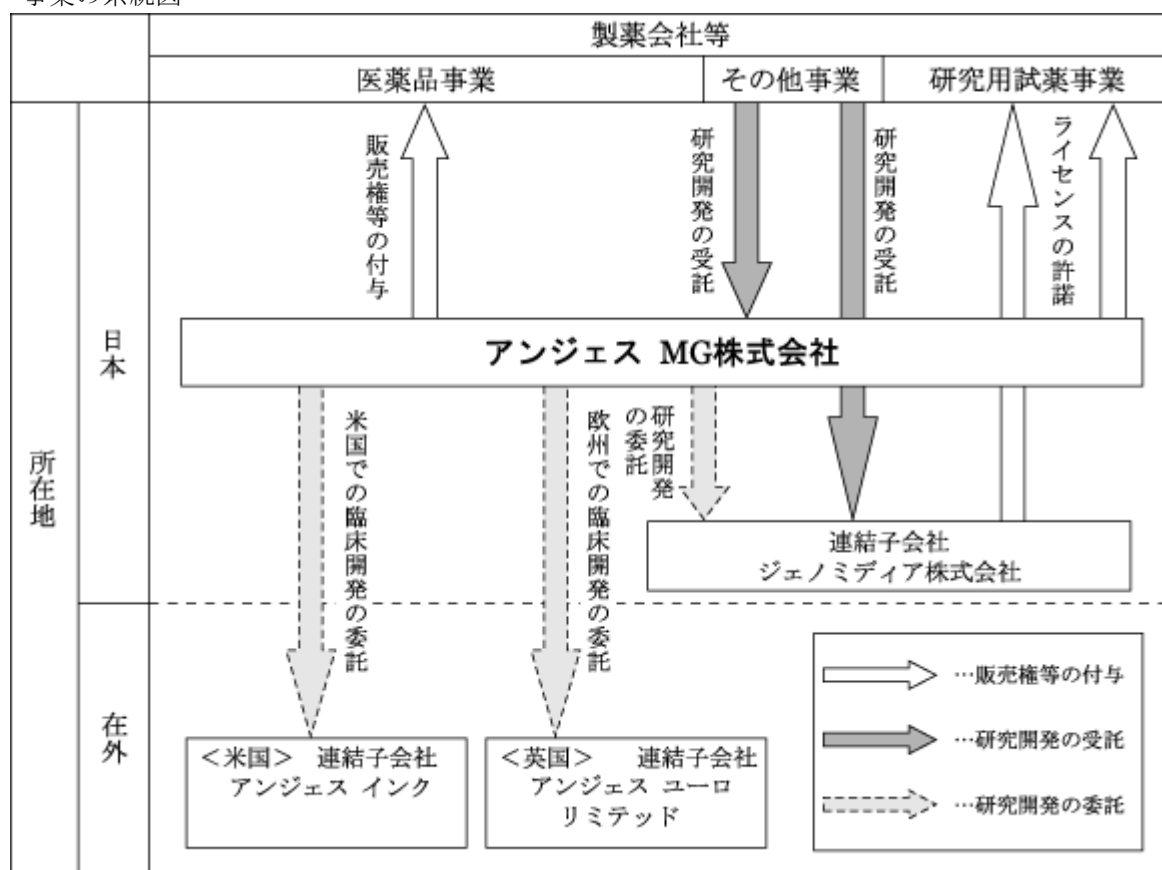 製薬会社等
医薬品事業
その他事業
研究用試薬事業
販売権等の付与
研究開発の受託
研究開発の受託
ライセンスの許諾
所在地
日本
アンジェス MG株式会社
米国での臨床開発の委託
欧州での臨床開発の委託
研究開発
の委託
連結子会社
ジェノミディア株式会社
在外
＜米国＞ 連結子会社
アンジェス インク
＜英国＞ 連結子会社
アンジェス ユーロ
リミテッド
…販売権等の付与
…研究開発の受託
…研究開発の委託